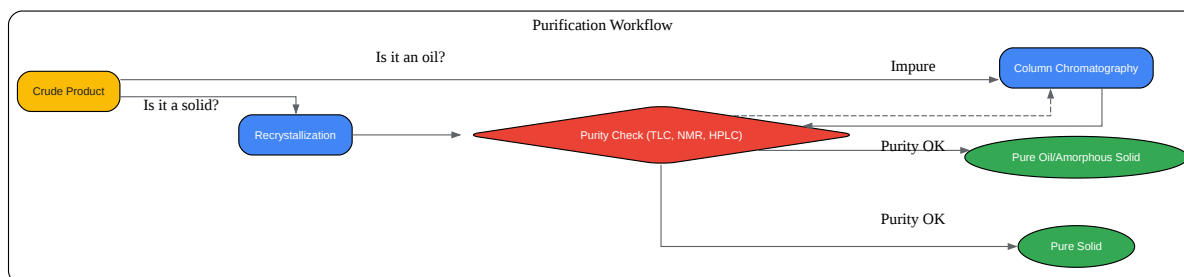 Purification Workflow
Is it an oil?
Impure
Column Chromatography
Crude Product
Is it a solid?
Recrystallization
Purity Check (TLC, NMR, HPLC)
Purity OK
Pure Oil/Amorphous Solid
Purity OK
Pure Solid